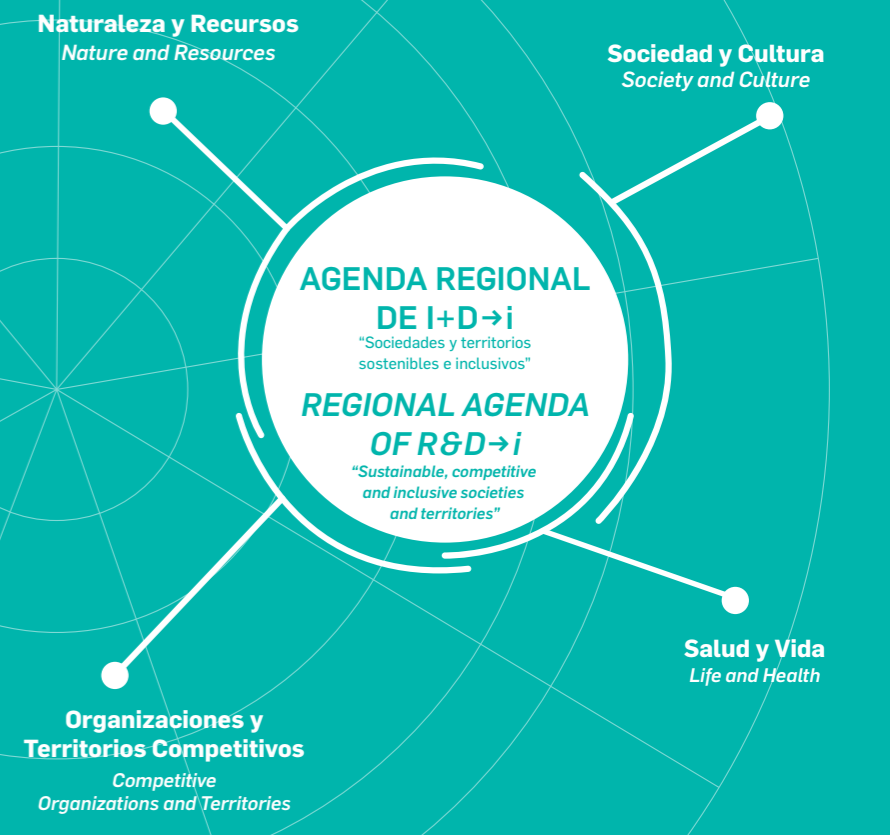 Naturaleza y Recursos
Nature and Resources
Sociedad y Cultura
Society and Culture
AGENDA REGIONAL
DE I+D→i
“Sociedades y territorios
sostenibles e inclusivos”
REGIONAL AGENDA
OF R&D→i
“Sustainable, competitive
and inclusive societies
and territories”
Salud y Vida
Life and Health
Organizaciones y
Territorios Competitivos
Competitive
Organizations and Territories